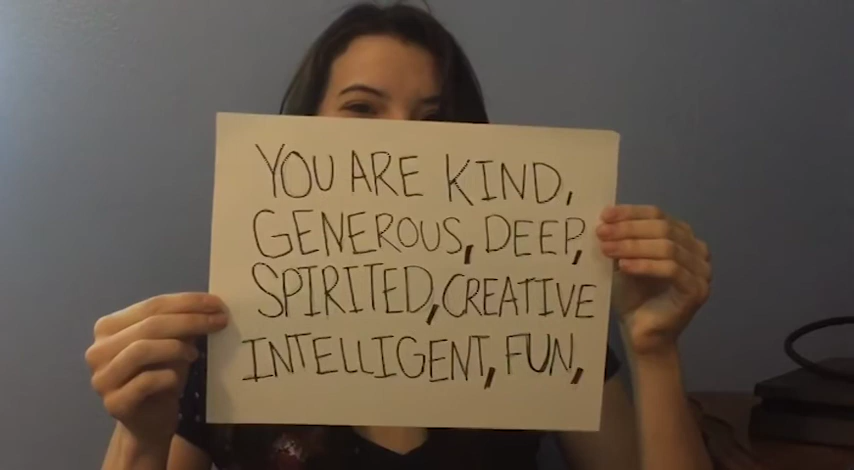 YOU ARE KIND,
GENEROUS, DEEP,
SPIRITED, CREATIVE
INTELLIGENT, FUN,